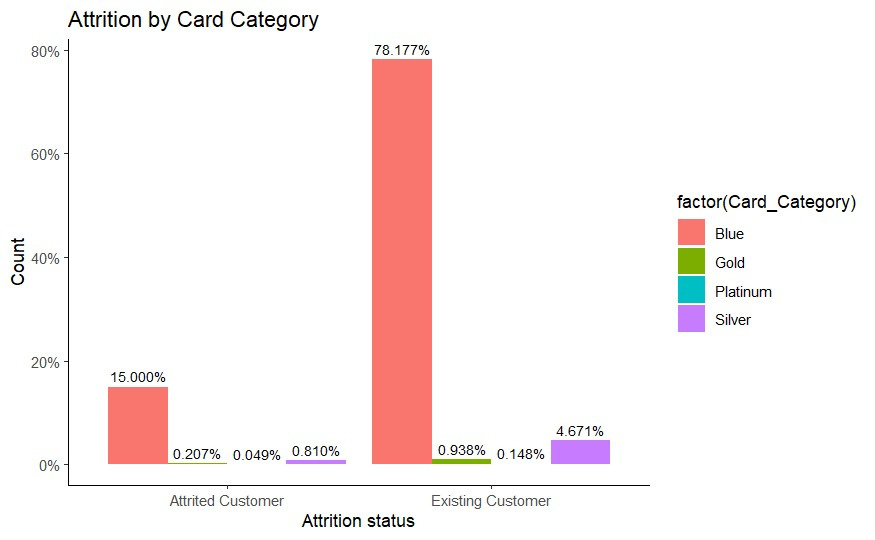 Attrition by Card Category
80%
60%
40%
20%
0%
Count
78.177%
15.000%
0.207%
0.049%
0.810%
0.938%
0.148%
4.671%
Attrited Customer
Existing Customer
Attrition status
factor(Card_Category)
Blue
Gold
Platinum
Silver